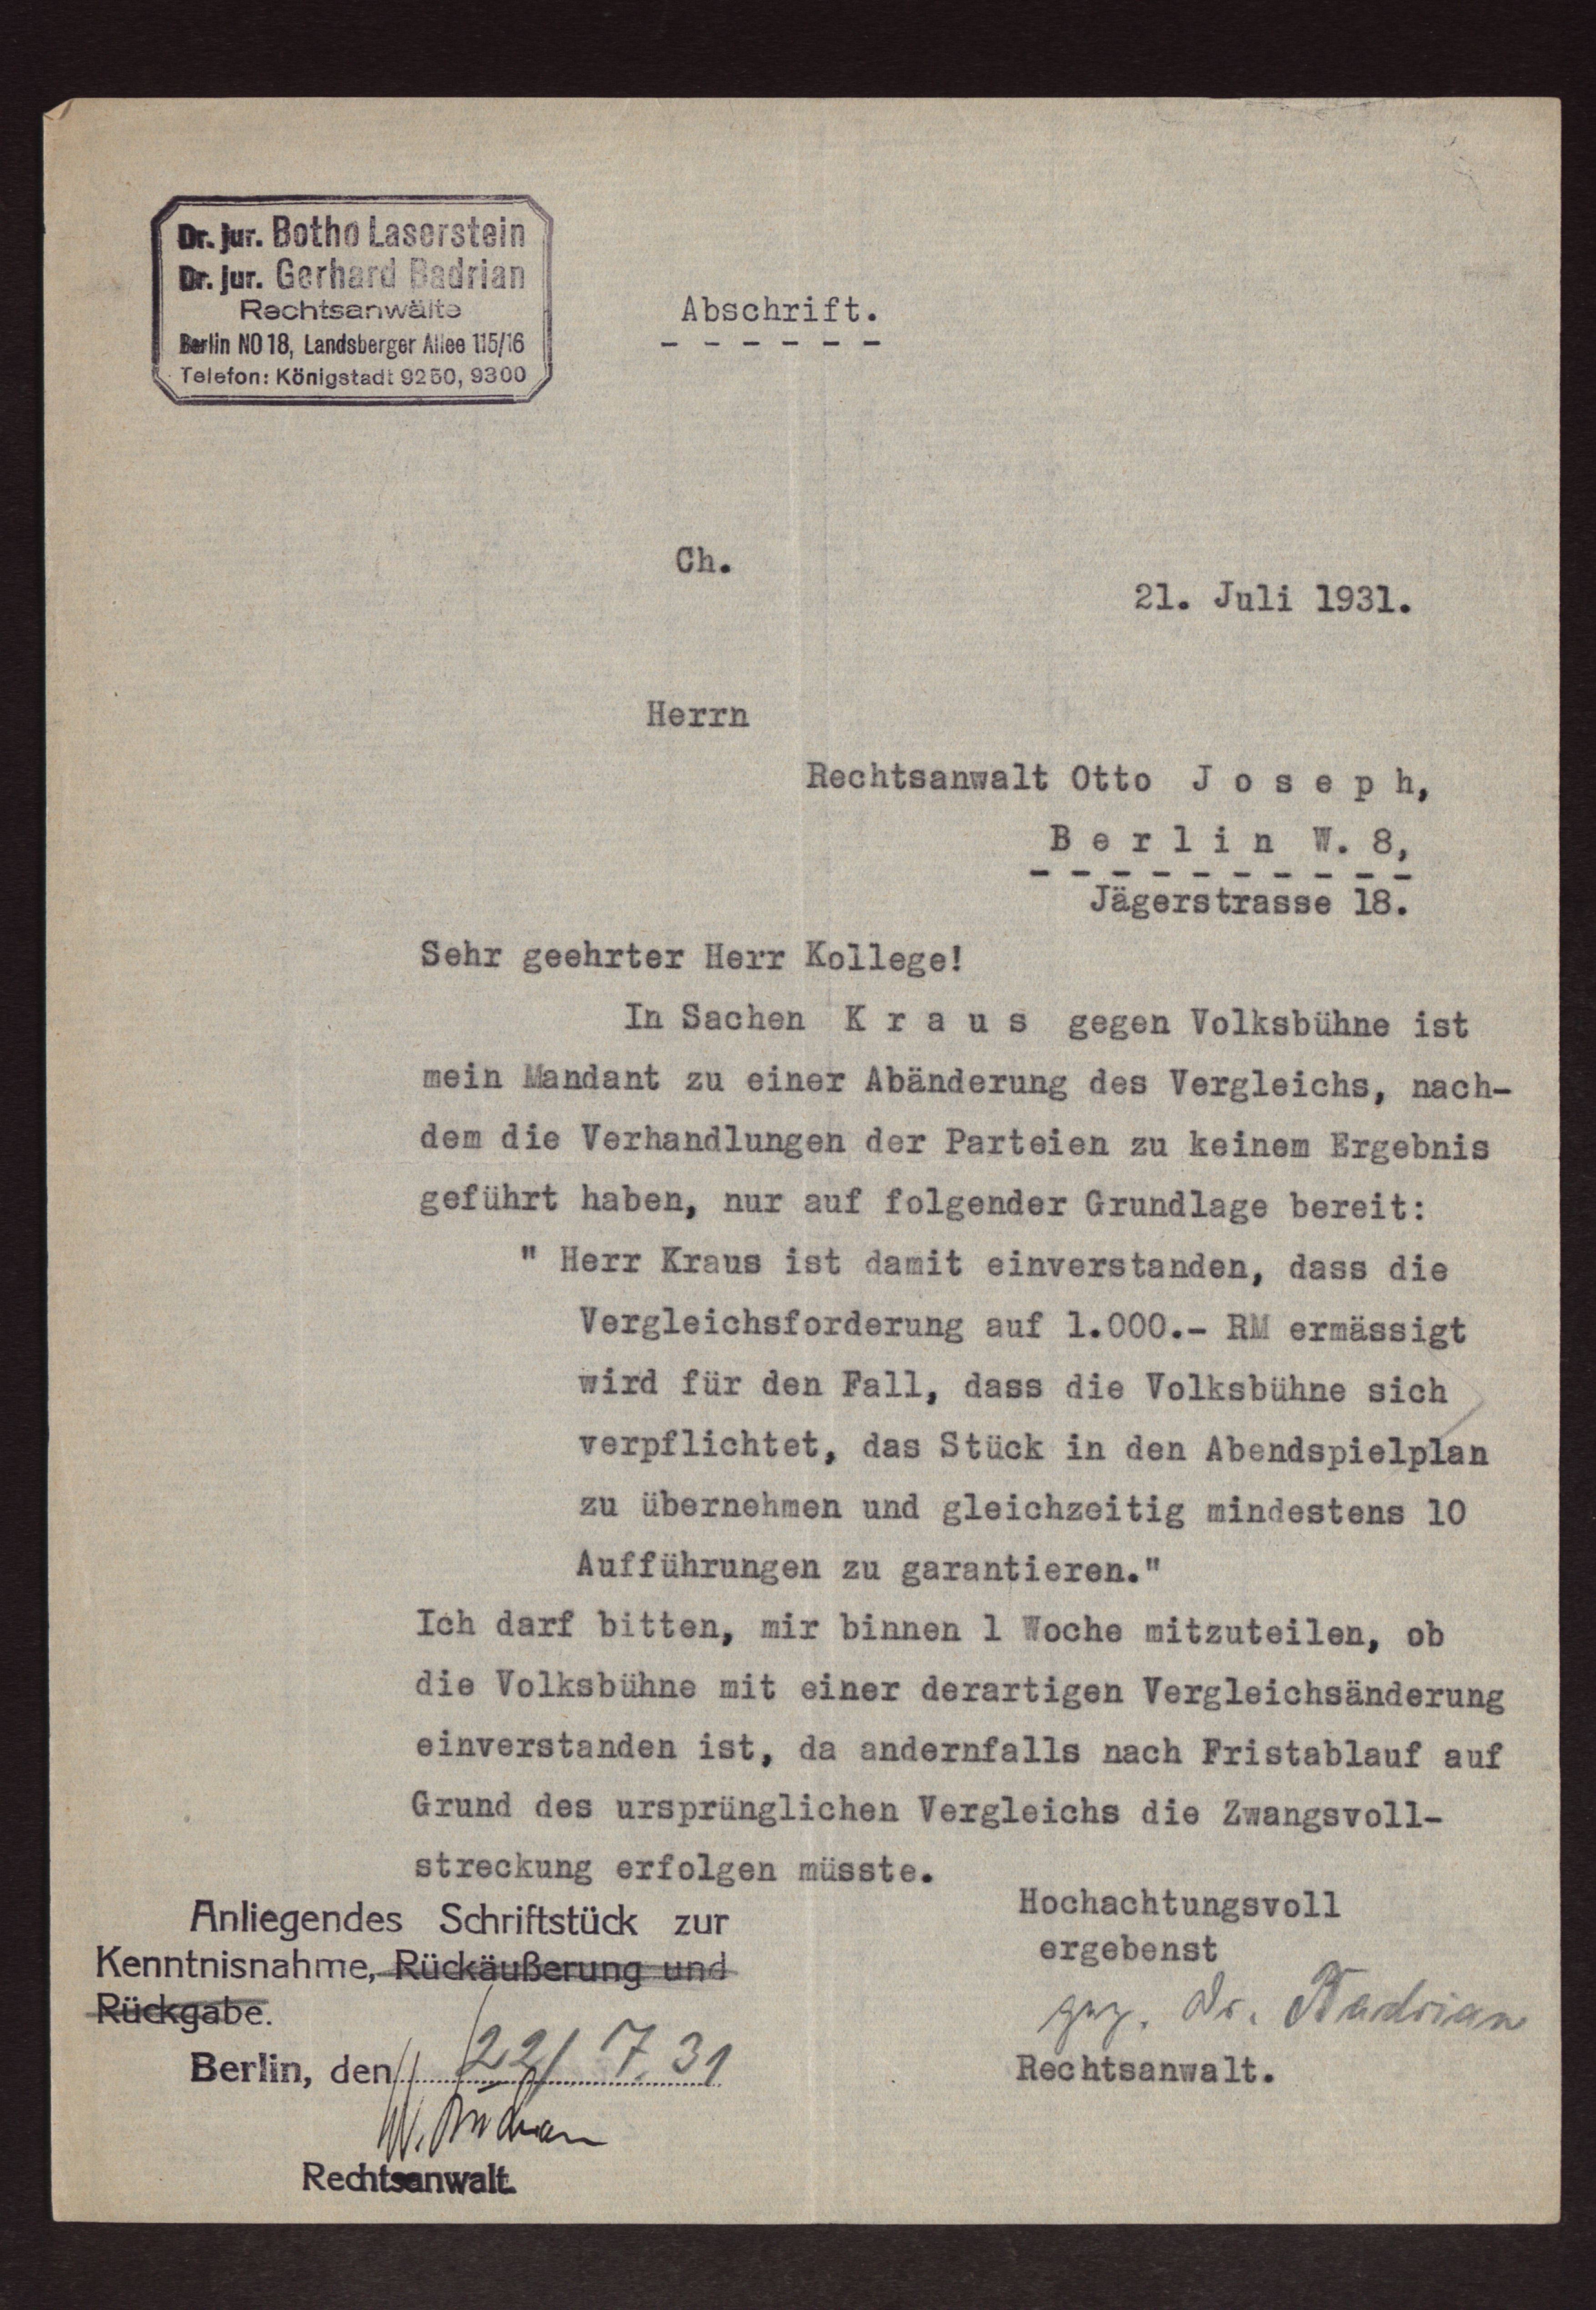 Dr. jur. Botho Laserstein
Dr. jur. Gerhard Badrian
Rechtsanwälte
Berlin NO 18, Landsberger Allee 115/16
Telefon: Königstadt 9250, 9300
Abschrift.
Ch.
21. Juli 1931.
Herrn
Rechtsanwalt Otto J o s e p h,
B e r l i n W. 8,
Jägerstrasse 18.
Sehr geehrter Herr Kollege!
In Sachen K r a u s gegen Volksbühne ist
mein Mandant zu einer Abänderung des Vergleichs, nach-
dem die Verhandlungen der Parteien zu keinem Ergebnis
geführt haben, nur auf folgender Grundlage bereit:
" Herr Kraus ist damit einverstanden, dass die
Vergleichsforderung auf 1.000.- RM ermässigt
wird für den Fall, dass die Volksbühne sich
verpflichtet, das Stück in den Abendspielplan
zu übernehmen und gleichzeitig mindestens 10
Aufführungen zu garantieren."
Ich darf bitten, mir binnen 1 Woche mitzuteilen, ob
die Volksbühne mit einer derartigen Vergleichsänderung
einverstanden ist, da andernfalls nach Fristablauf auf
Grund des ursprünglichen Vergleichs die Zwangsvoll-
streckung erfolgen müsste.
Hochachtungsvoll
ergebenst
gez. Dr. Badrian
Rechtsanwalt.
Anliegendes Schriftstück zur
Kenntnisnahme, Rückäußerung und
Rückgabe.
Berlin, den 22/7.31
Rechtsanwalt.